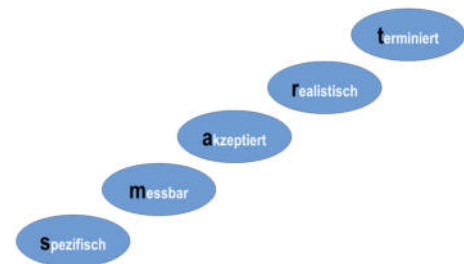 terminiert
realistisch
akzeptiert
messbar
spezifisch